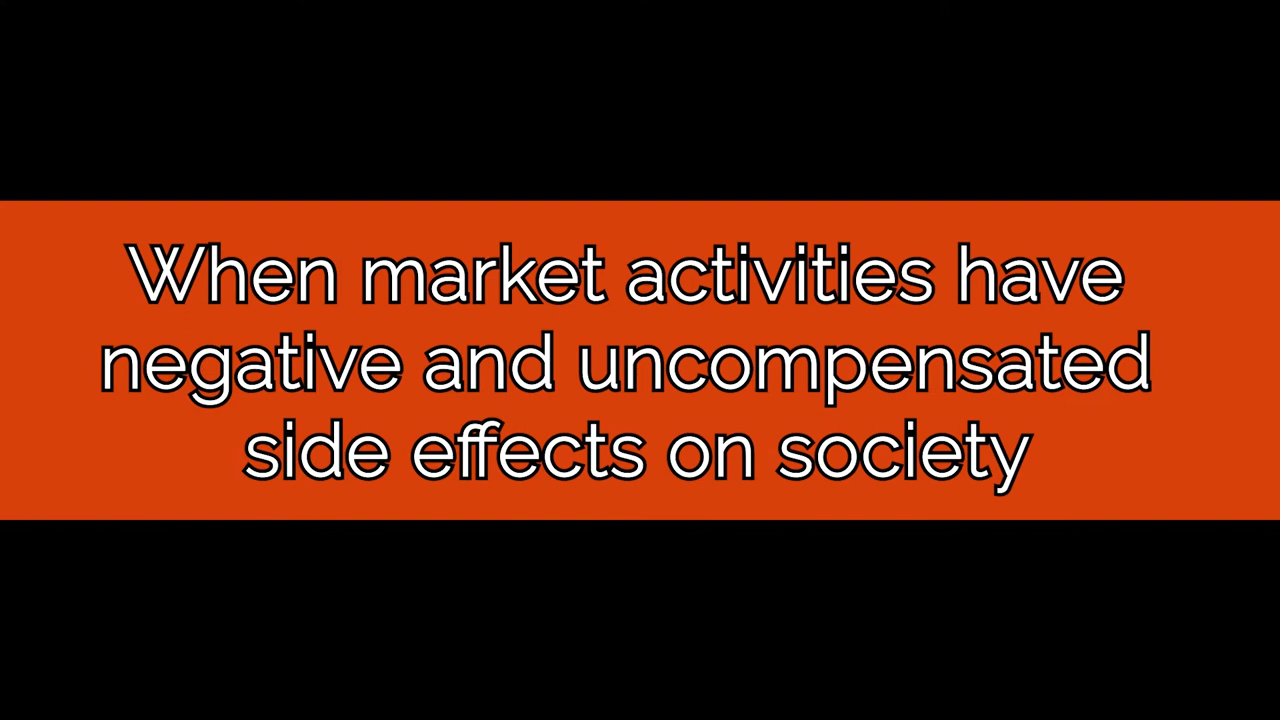 When market activities have
negative and uncompensated
side effects on society